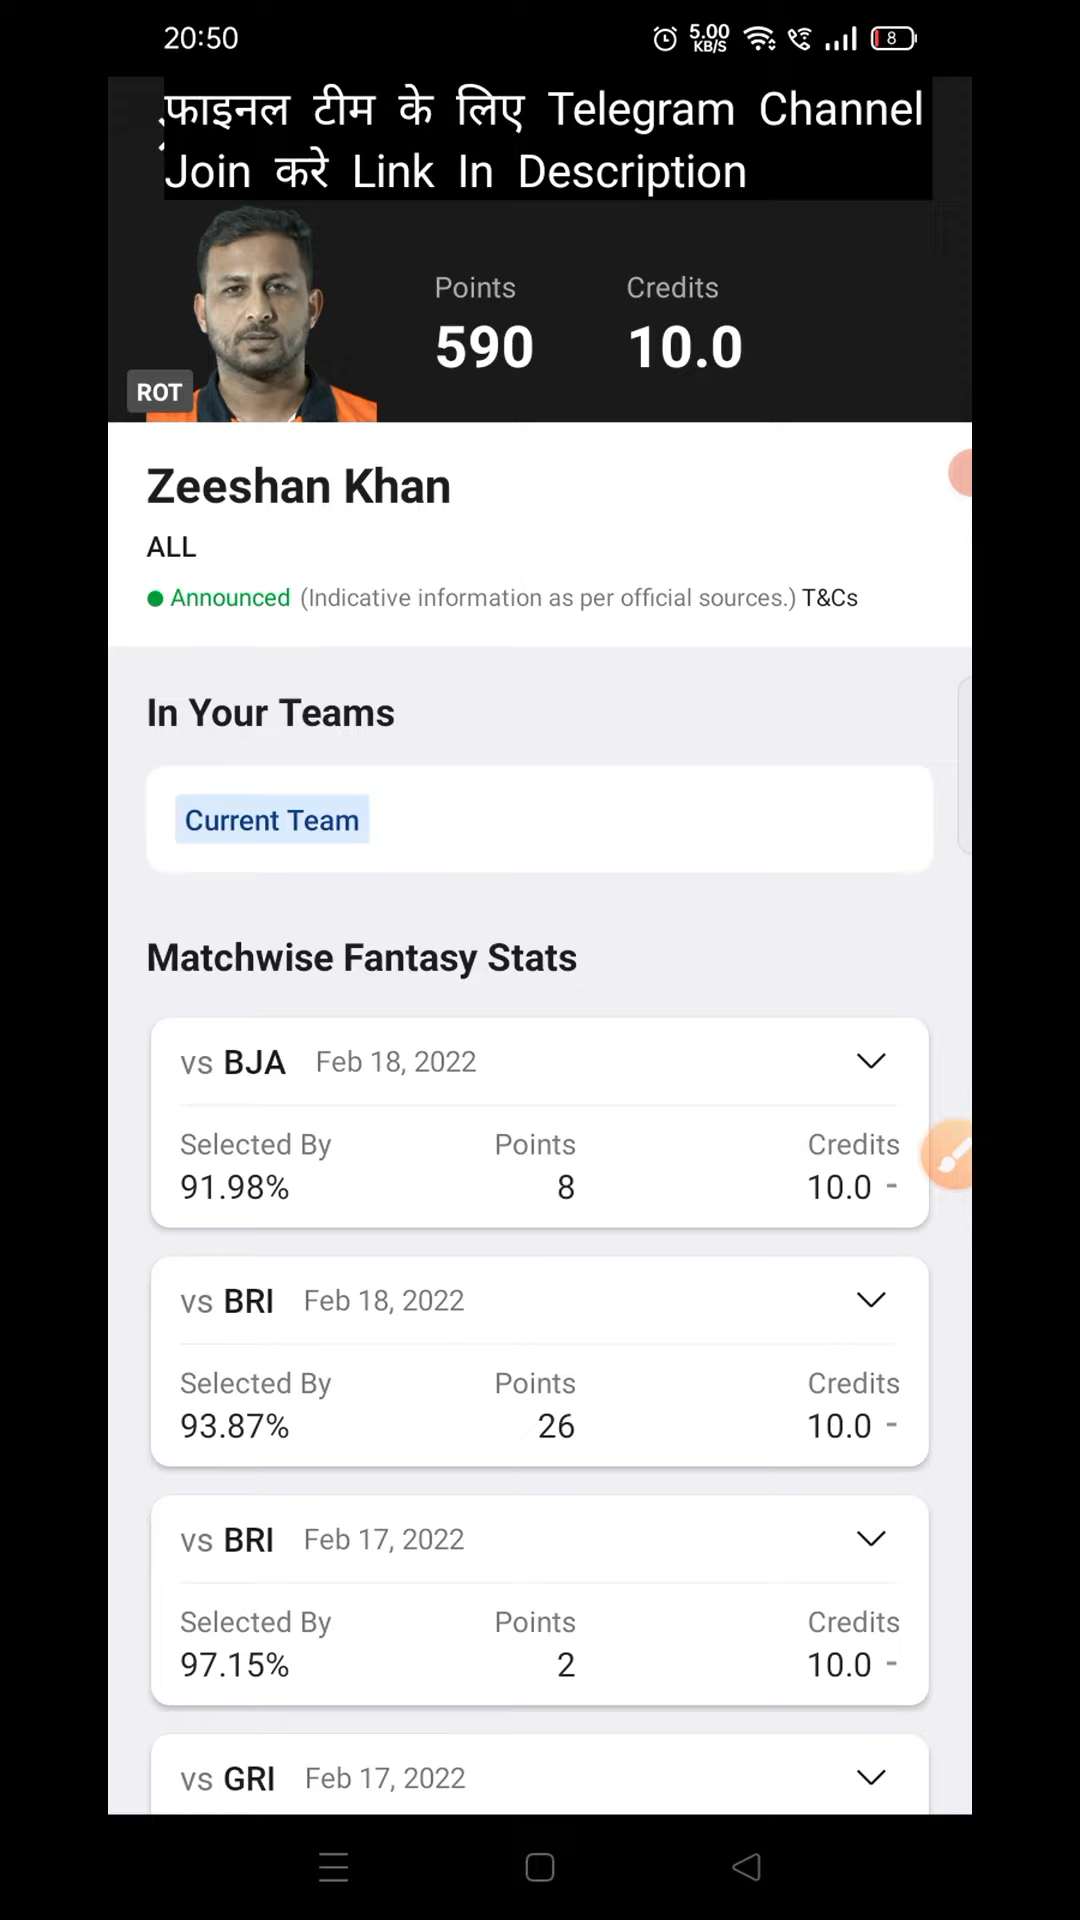 20:50
5.00
KB/S
8
फाइनल टीम के लिए Telegram Channel
Join करे Link In Description
Points
Credits
590
10.0
ROT
Zeeshan Khan
ALL
Announced (Indicative information as per official sources.) T&Cs
In Your Teams
Current Team
Matchwise Fantasy Stats
vs BJA Feb 18, 2022
Selected By Points Credits
91.98% 8 10.0 -
vs BRI Feb 18, 2022
Selected By Points Credits
93.87% 26 10.0 -
vs BRI Feb 17, 2022
Selected By Points Credits
97.15% 2 10.0 -
vs GRI Feb 17, 2022